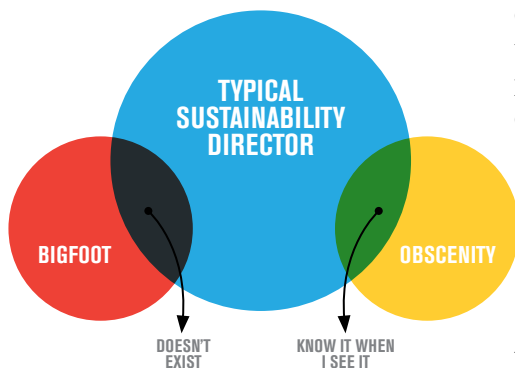 TYPICAL
SUSTAINABILITY
DIRECTOR
BIGFOOT
OBSCENITY
DOESN'T
EXIST
KNOW IT WHEN
I SEE IT